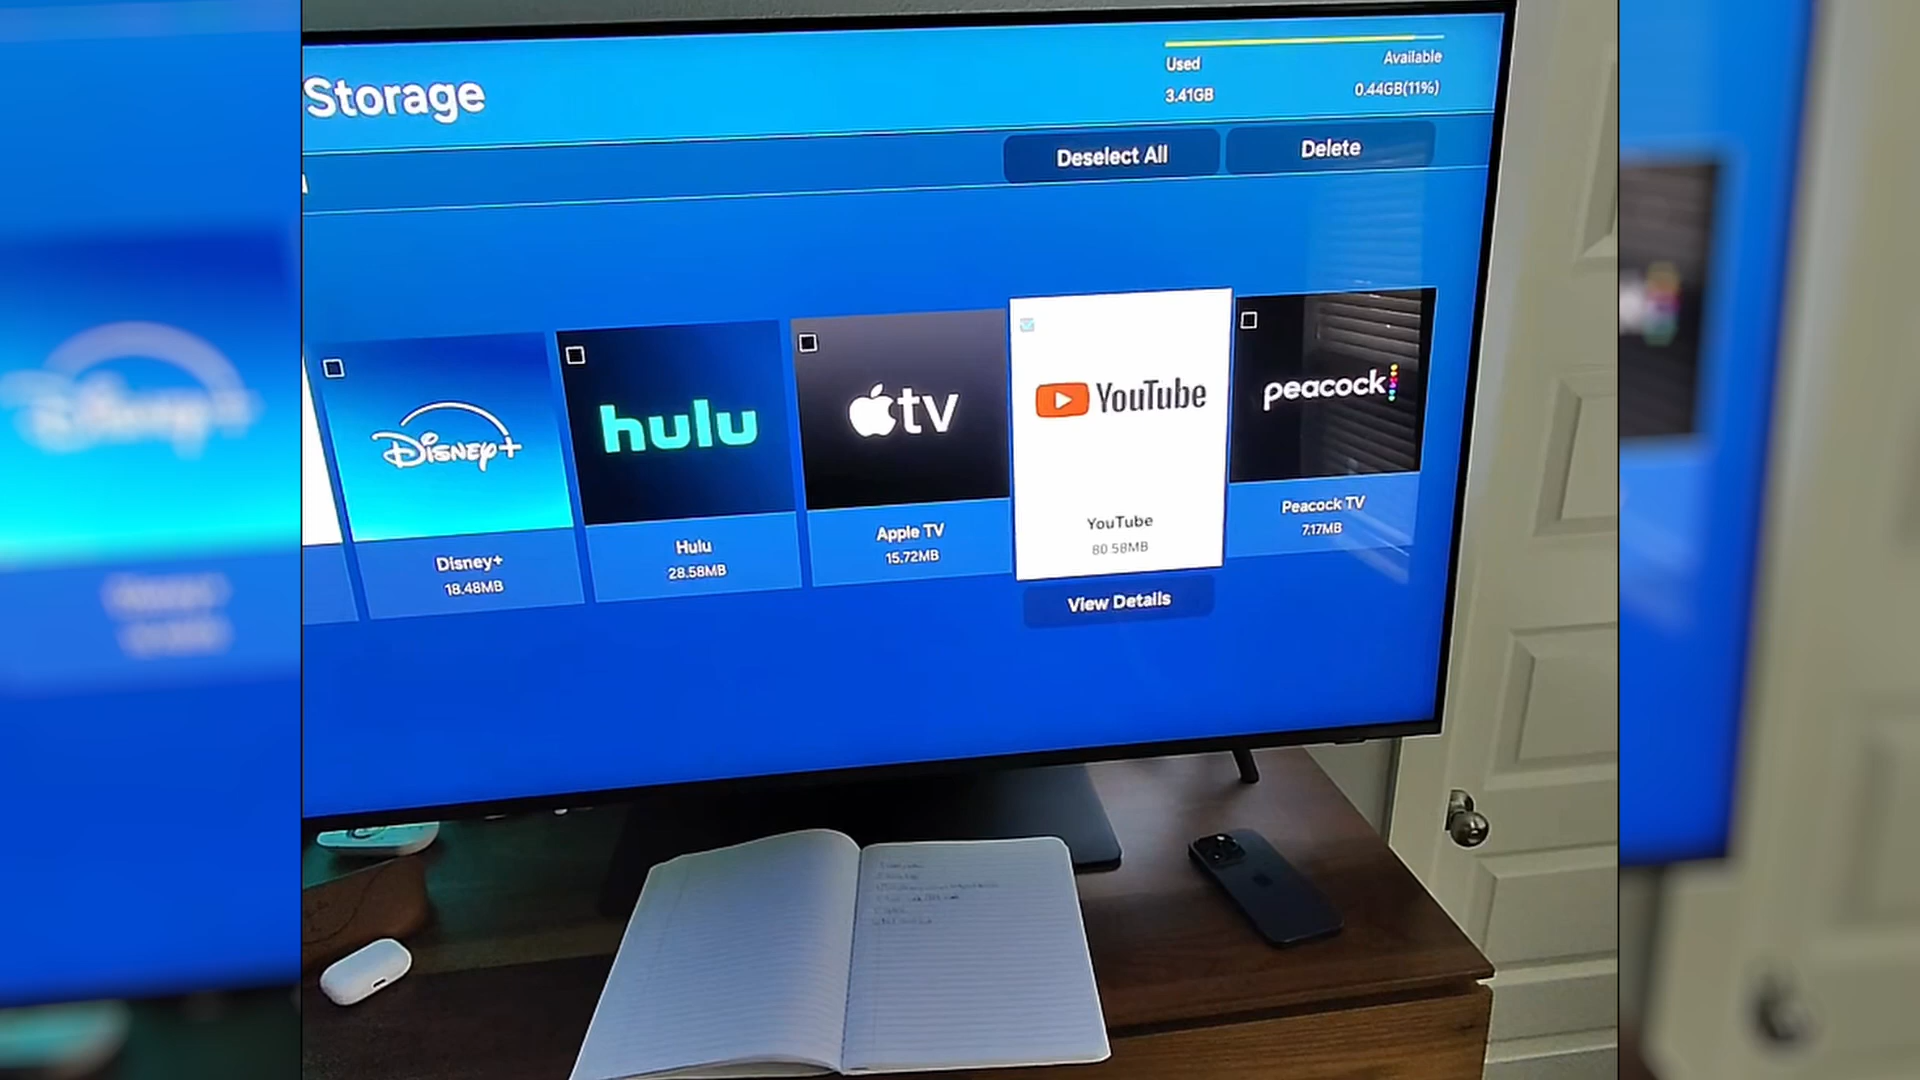 Storage
Used
Available
3.41GB
0.44GB(11%)
Deselect All
Delete
Disney+
hulu
tv
YouTube
peacock
Disney+
18.48MB
Hulu
28.58MB
Apple TV
15.72MB
YouTube
80.58MB
Peacock TV
7.17MB
View Details